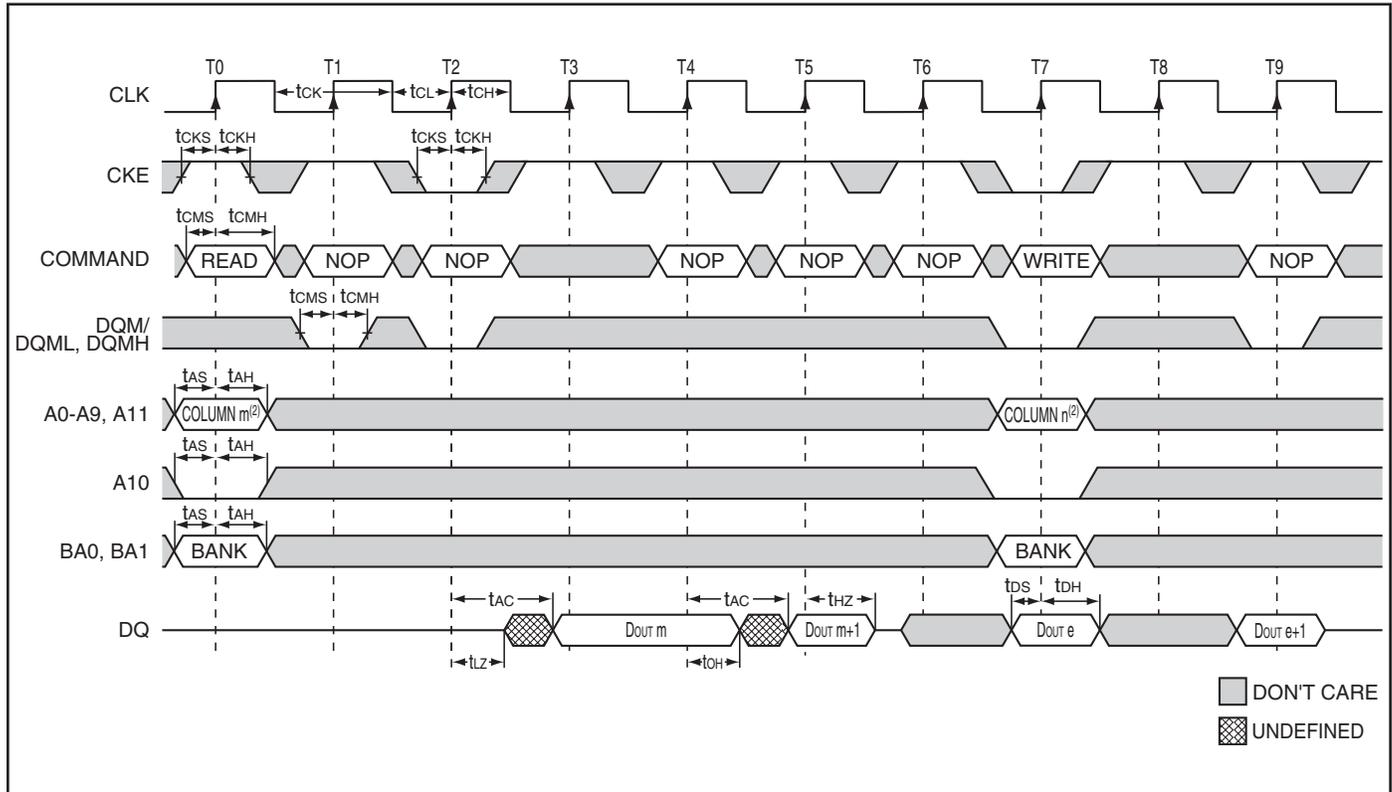 T0 T1 T2 T3 T4 T5 T6 T7 T8 T9
CLK tCK tCL tCH
tCKS tCKH tCKS tCKH
CKE
tCMS tCMH
COMMAND READ NOP NOP NOP NOP NOP WRITE NOP
tCMS tCMH
DQM/
DQML, DQMH
tAS tAH
A0-A9, A11 COLUMN m(2) COLUMN n(2)
tAS tAH
A10
tAS tAH
BA0, BA1 BANK BANK
tAC tAC tHZ tDS tDH
DQ DOUT m DOUT m+1 DOUT e DOUT e+1
tLZ tOH
DON'T CARE
UNDEFINED